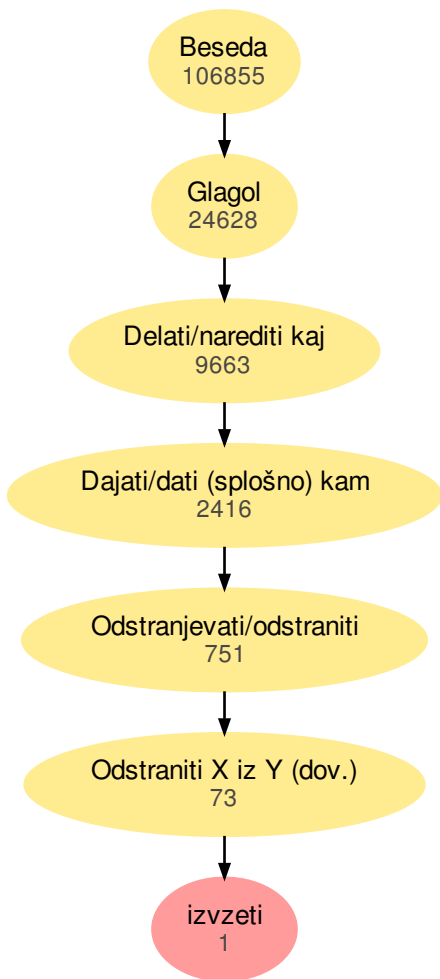 Beseda
106855
Glagol
24628
Delati/narediti kaj
9663
Dajati/dati (splošno) kam
2416
Odstranjevati/odstraniti
751
Odstraniti X iz Y (dov.)
73
izvzeti
1